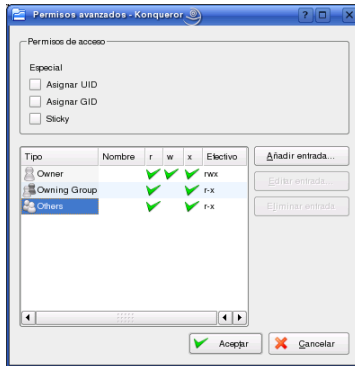 Permisos avanzados - Konqueror
Permisos de acceso
Especial
Asignar UID
Asignar GID
Sticky
Tipo Nombre r w x Efectivo
Owner rwx
Owning Group r-x
Others r-x
Añadir entrada...
Editar entrada...
Eliminar entrada
Aceptar
Cancelar